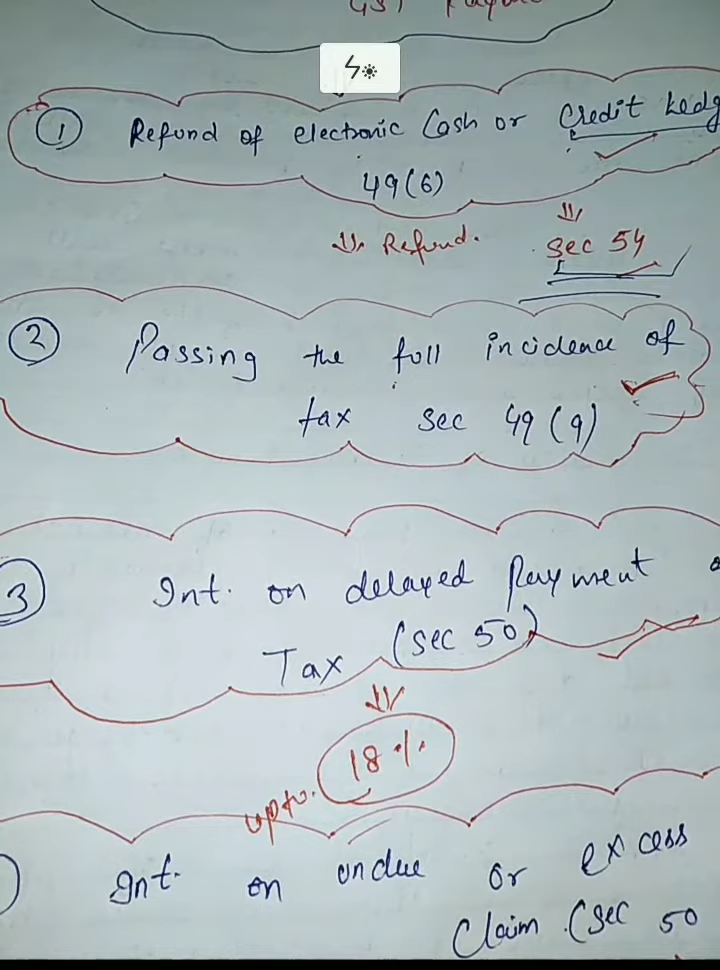 GST
① Refund of electronic Cash or Credit Ledg
49(6)
⇓ Refund. sec 54
② Passing the full incidence of
tax sec 49 (9)
3 Int. on delayed Payment o
Tax (sec 50)
upto. 18%
Int. on undue or excess
Claim (sec 50